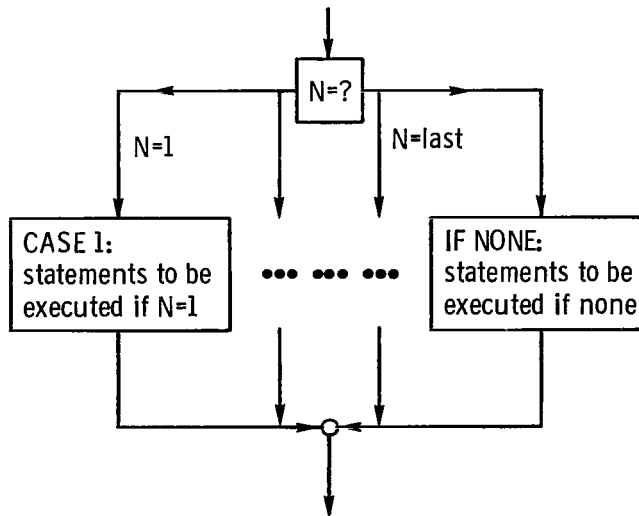 N=?
N=1
N=last
CASE 1:
statements to be
executed if N=1
IF NONE:
statements to be
executed if none